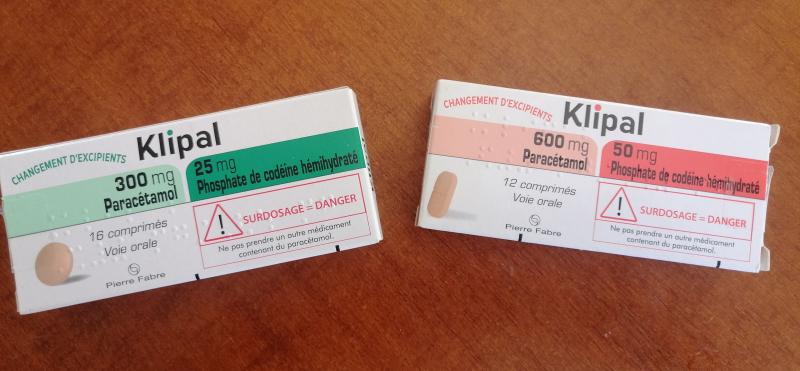 CHANGEMENT D'EXCIPIENTS
Klipal
300 mg
Paracétamol
25 mg
Phosphate de codéine hémihydraté
16 comprimés
Voie orale
SURDOSAGE = DANGER
Ne pas prendre un autre médicament
contenant du paracétamol.
Pierre Fabre
CHANGEMENT D'EXCIPIENTS
Klipal
600 mg
Paracétamol
50 mg
Phosphate de codéine hémihydraté
12 comprimés
Voie orale
SURDOSAGE = DANGER
Ne pas prendre un autre médicament
contenant du paracétamol.
Pierre Fabre